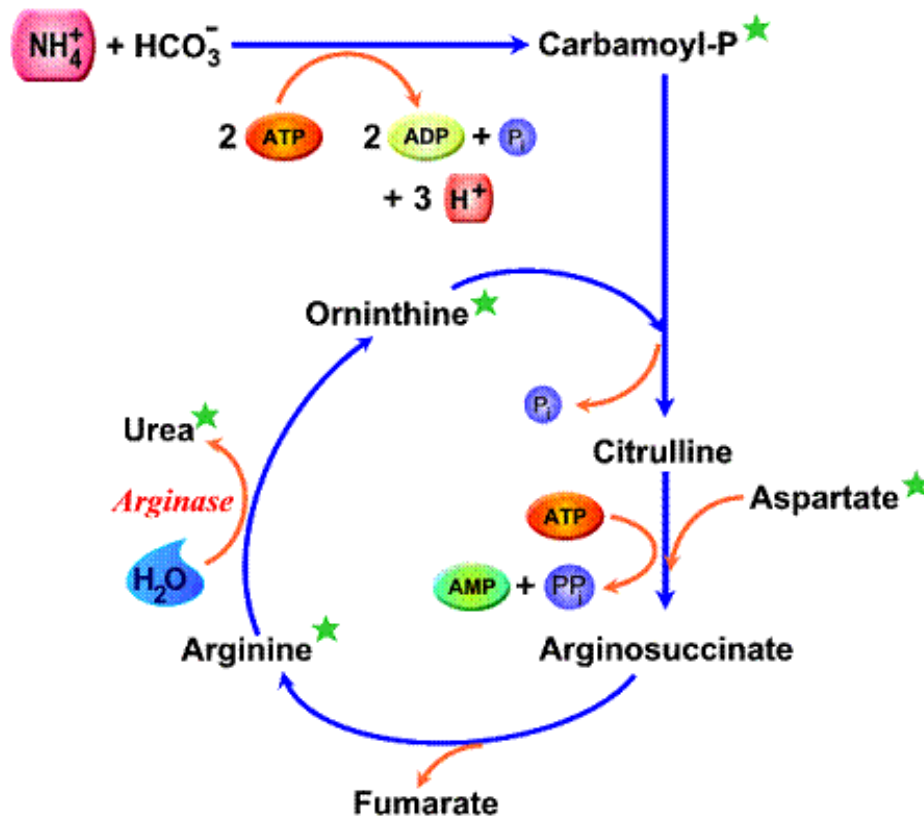 NH₄⁺ + HCO₃⁻ Carbamoyl-P
2 ATP 2 ADP + Pᵢ
+ 3 H⁺
Orninthine
Pᵢ
Urea
Citrulline
Arginase
Aspartate
ATP
H₂O
AMP + PPᵢ
Arginine
Arginosuccinate
Fumarate